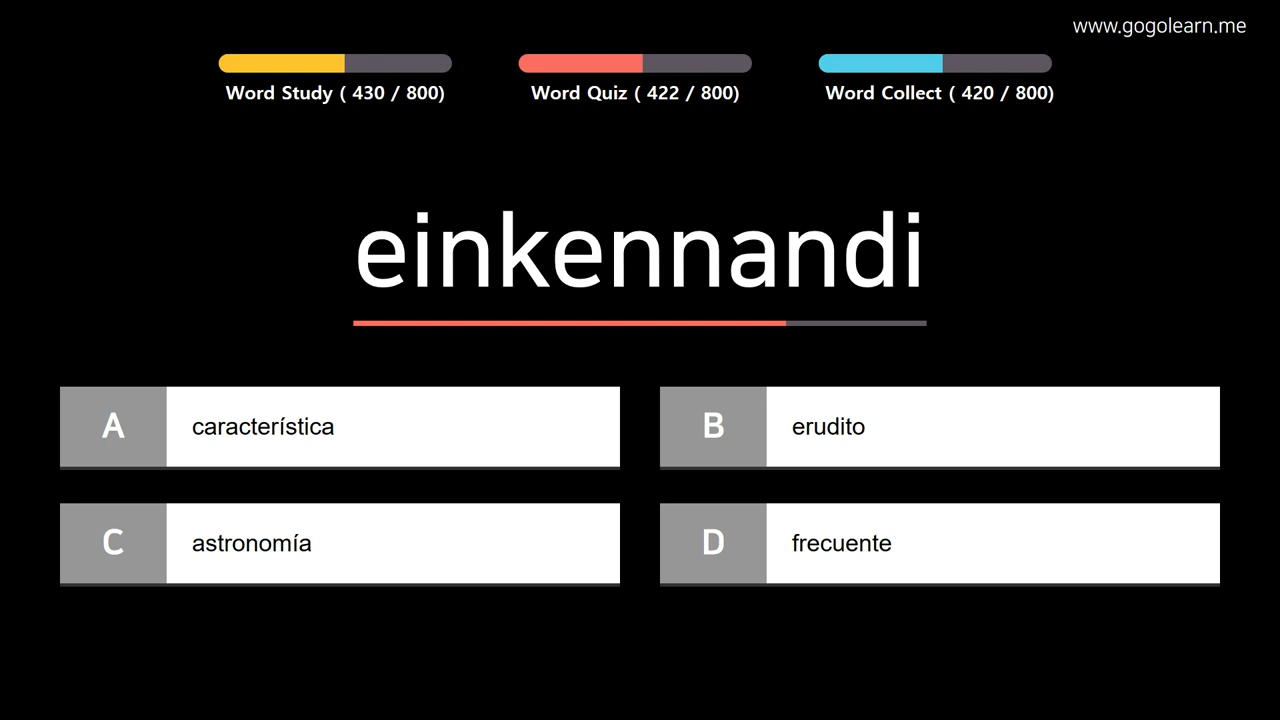 www.gogolearn.me
Word Study ( 430 / 800)
Word Quiz ( 422 / 800)
Word Collect ( 420 / 800)
einkennandi
A
característica
B
erudito
C
astronomía
D
frecuente